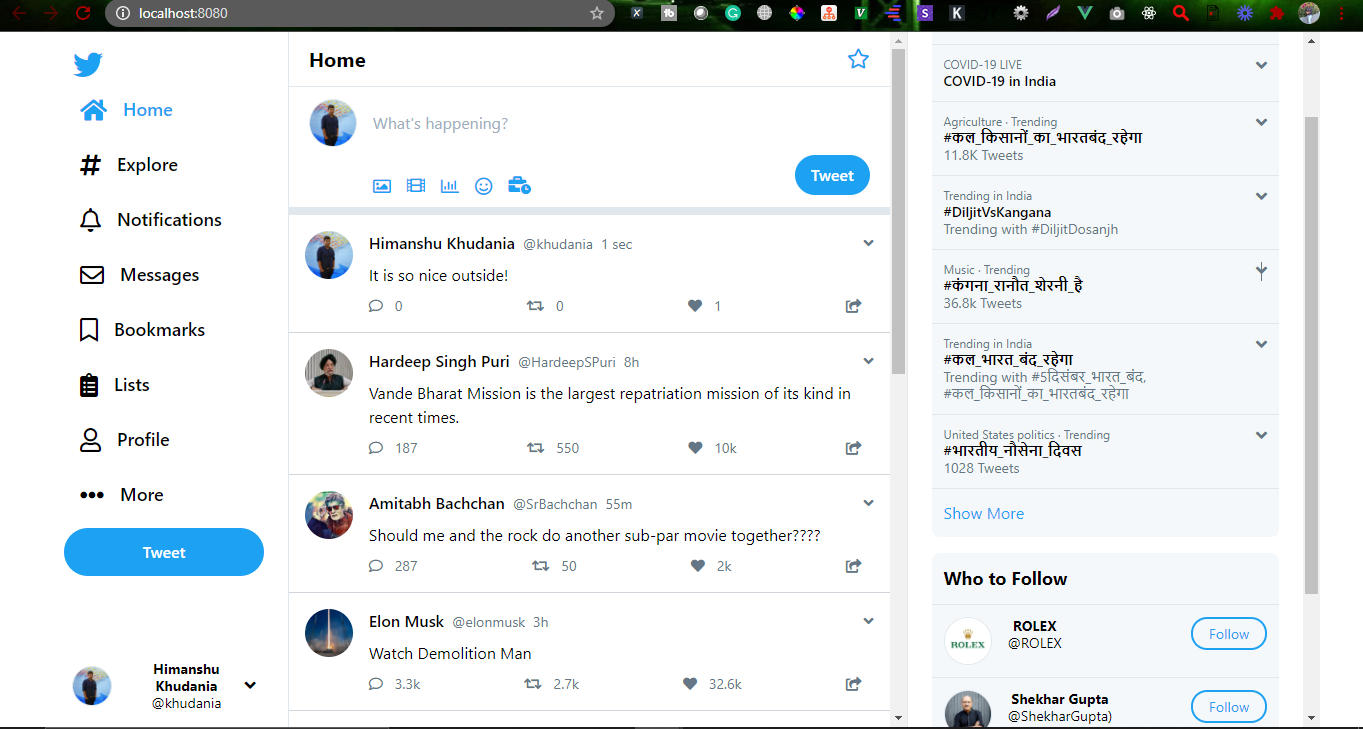 localhost:8080
Home
Explore
Notifications
Messages
Bookmarks
Lists
Profile
More
Tweet
Himanshu
Khudania
@khudania
Home
What's happening?
Tweet
Himanshu Khudania @khudania 1 sec
It is so nice outside!
0 0 1
Hardeep Singh Puri @HardeepSPuri 8h
Vande Bharat Mission is the largest repatriation mission of its kind in
recent times.
187 550 10k
Amitabh Bachchan @SrBachchan 55m
Should me and the rock do another sub-par movie together????
287 50 2k
Elon Musk @elonmusk 3h
Watch Demolition Man
3.3k 2.7k 32.6k
COVID-19 LIVE
COVID-19 in India
Agriculture · Trending
#कल_किसानों_का_भारतबंद_रहेगा
11.8K Tweets
Trending in India
#DiljitVsKangana
Trending with #DiljitDosanjh
Music · Trending
#कंगना_रानौत_शेरनी_है
36.8k Tweets
Trending in India
#कल_भारत_बंद_रहेगा
Trending with #5दिसंबर_भारत_बंद,
#कल_किसानों_का_भारतबंद_रहेगा
United States politics · Trending
#भारतीय_नौसेना_दिवस
1028 Tweets
Show More
Who to Follow
ROLEX
ROLEX
@ROLEX
Follow
Shekhar Gupta
@ShekharGupta)
Follow